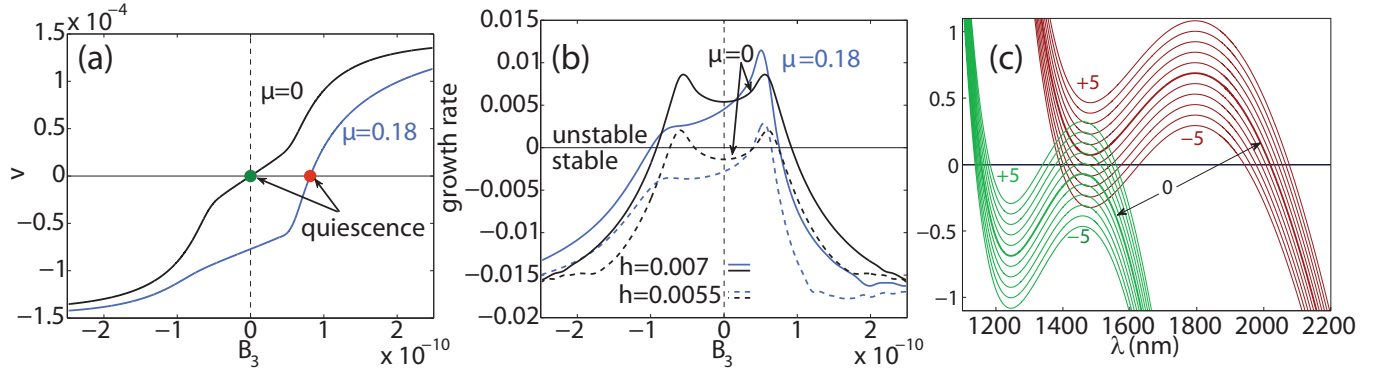 x 10⁻⁴
(a)
v
1.5
1
0.5
0
−0.5
−1
−1.5
μ=0
μ=0.18
quiescence
−2
−1
0
1
2
B₃
x 10⁻¹⁰
(b)
growth rate
0.015
0.01
0.005
0
−0.005
−0.01
−0.015
−0.02
μ=0
μ=0.18
unstable
stable
h=0.007
h=0.0055
−2
−1
0
1
2
B₃
x 10⁻¹⁰
(c)
1
0.5
0
−0.5
−1
+5
−5
+5
−5
0
1200
1400
1600
1800
2000
2200
λ(nm)